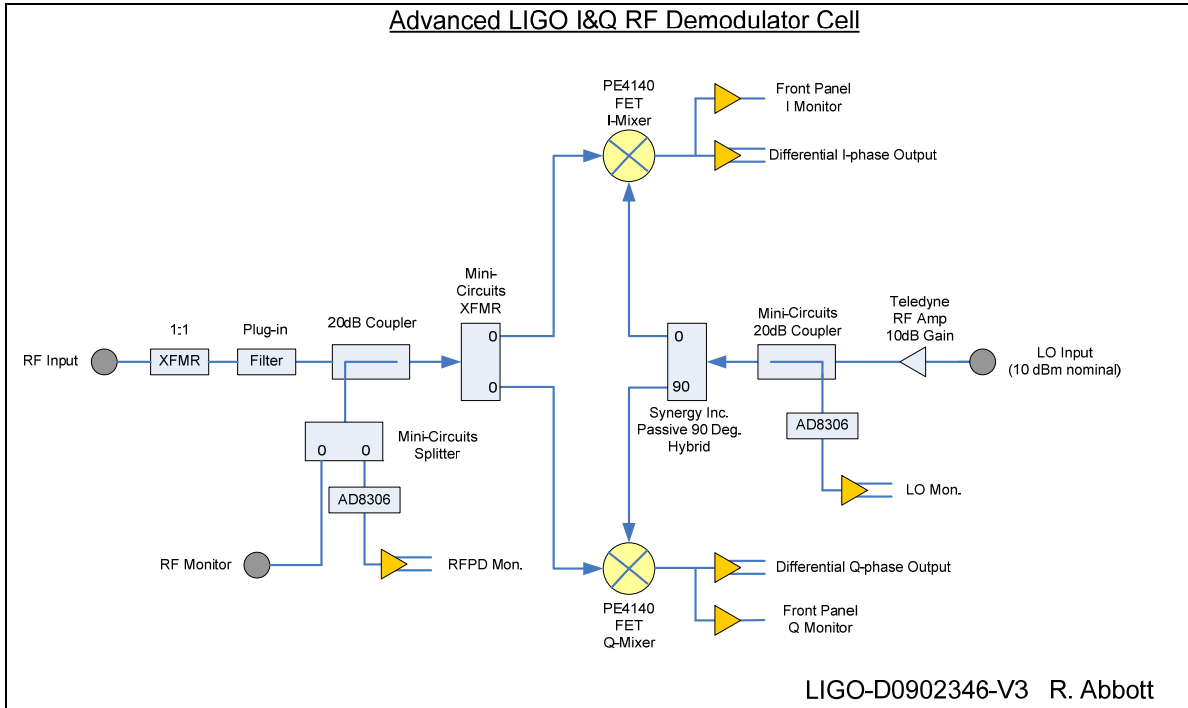 Advanced LIGO I&Q RF Demodulator Cell
PE4140
FET
I-Mixer
Front Panel
I Monitor
Differential I-phase Output
Mini-
Circuits
XFMR
1:1
XFMR
Plug-in
Filter
20dB Coupler
RF Input
0
0
0
90
Synergy Inc.
Passive 90 Deg.
Hybrid
Mini-Circuits
20dB Coupler
Teledyne
RF Amp
10dB Gain
LO Input
(10 dBm nominal)
AD8306
LO Mon.
0 0
Mini-Circuits
Splitter
AD8306
RF Monitor
RFPD Mon.
Differential Q-phase Output
Front Panel
Q Monitor
PE4140
FET
Q-Mixer
LIGO-D0902346-V3 R. Abbott